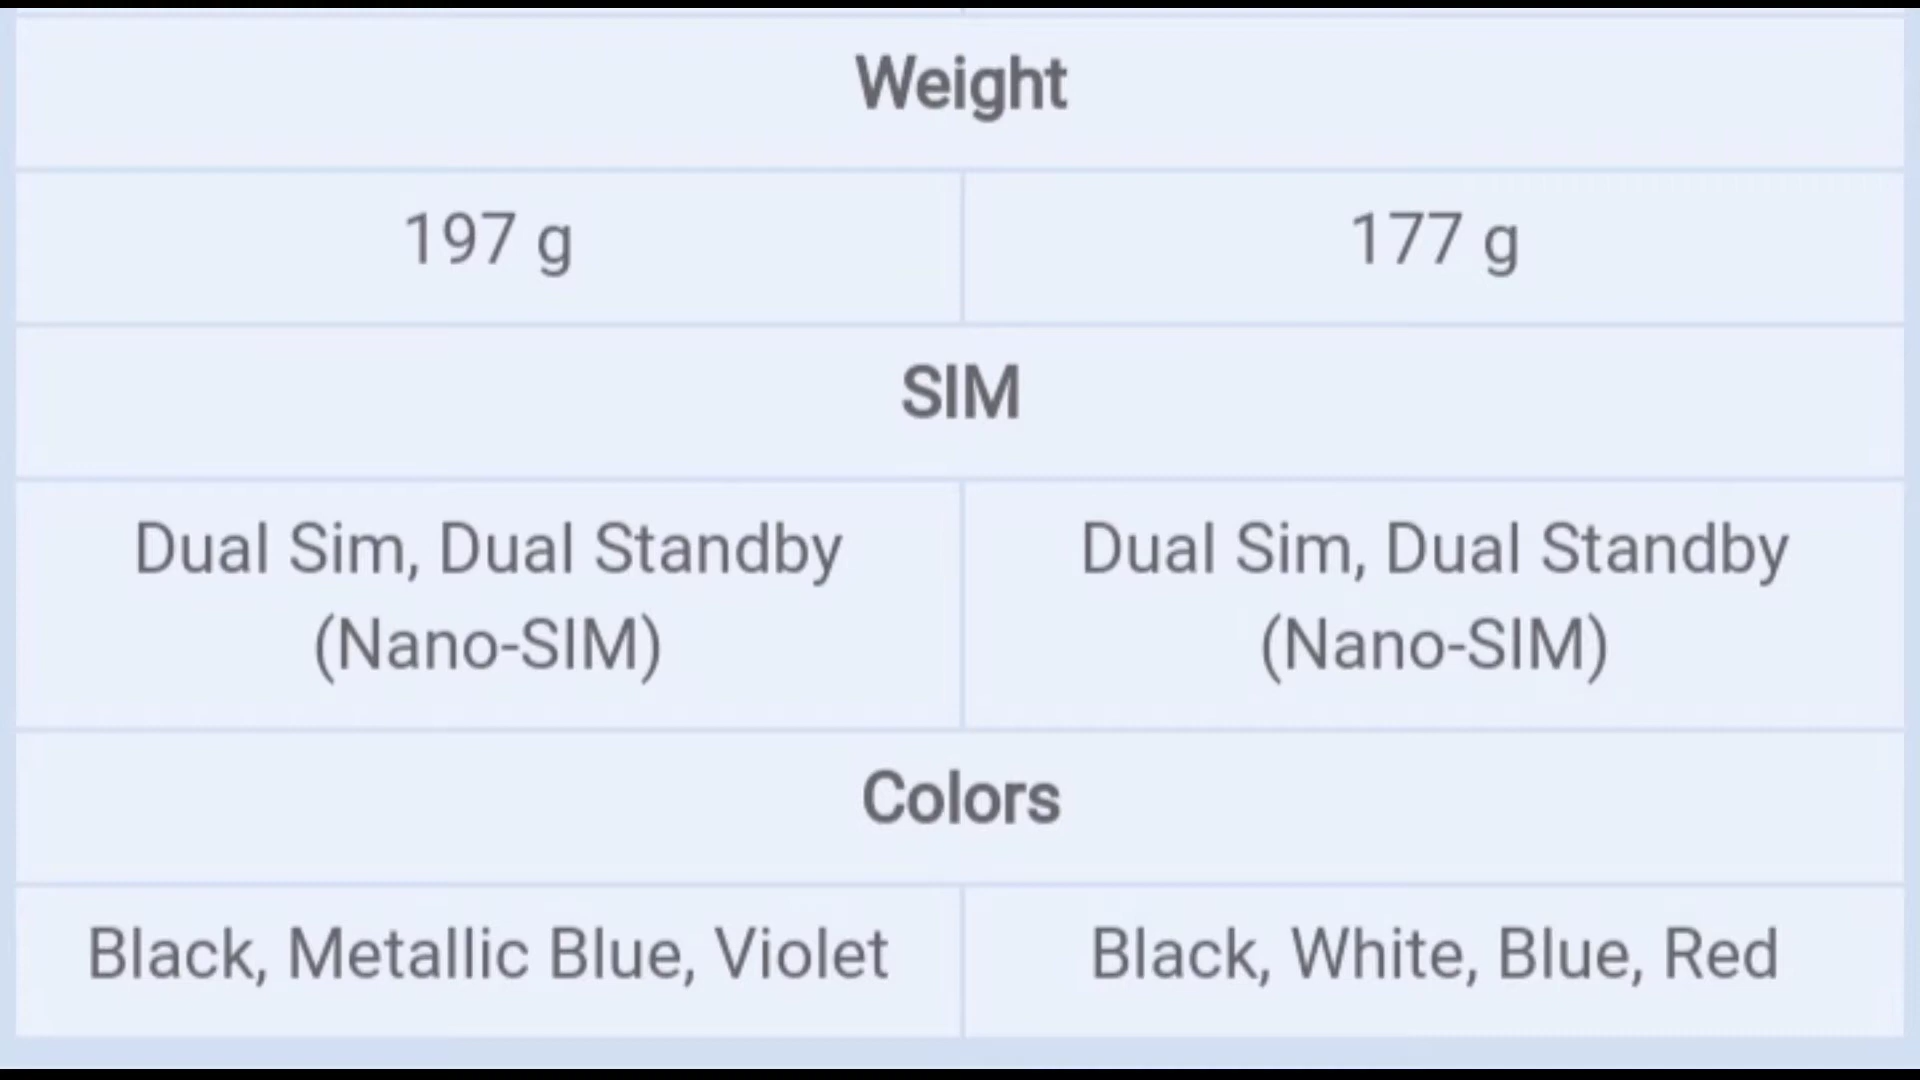 Weight
197 g 177 g
SIM
Dual Sim, Dual Standby Dual Sim, Dual Standby
(Nano-SIM) (Nano-SIM)
Colors
Black, Metallic Blue, Violet Black, White, Blue, Red